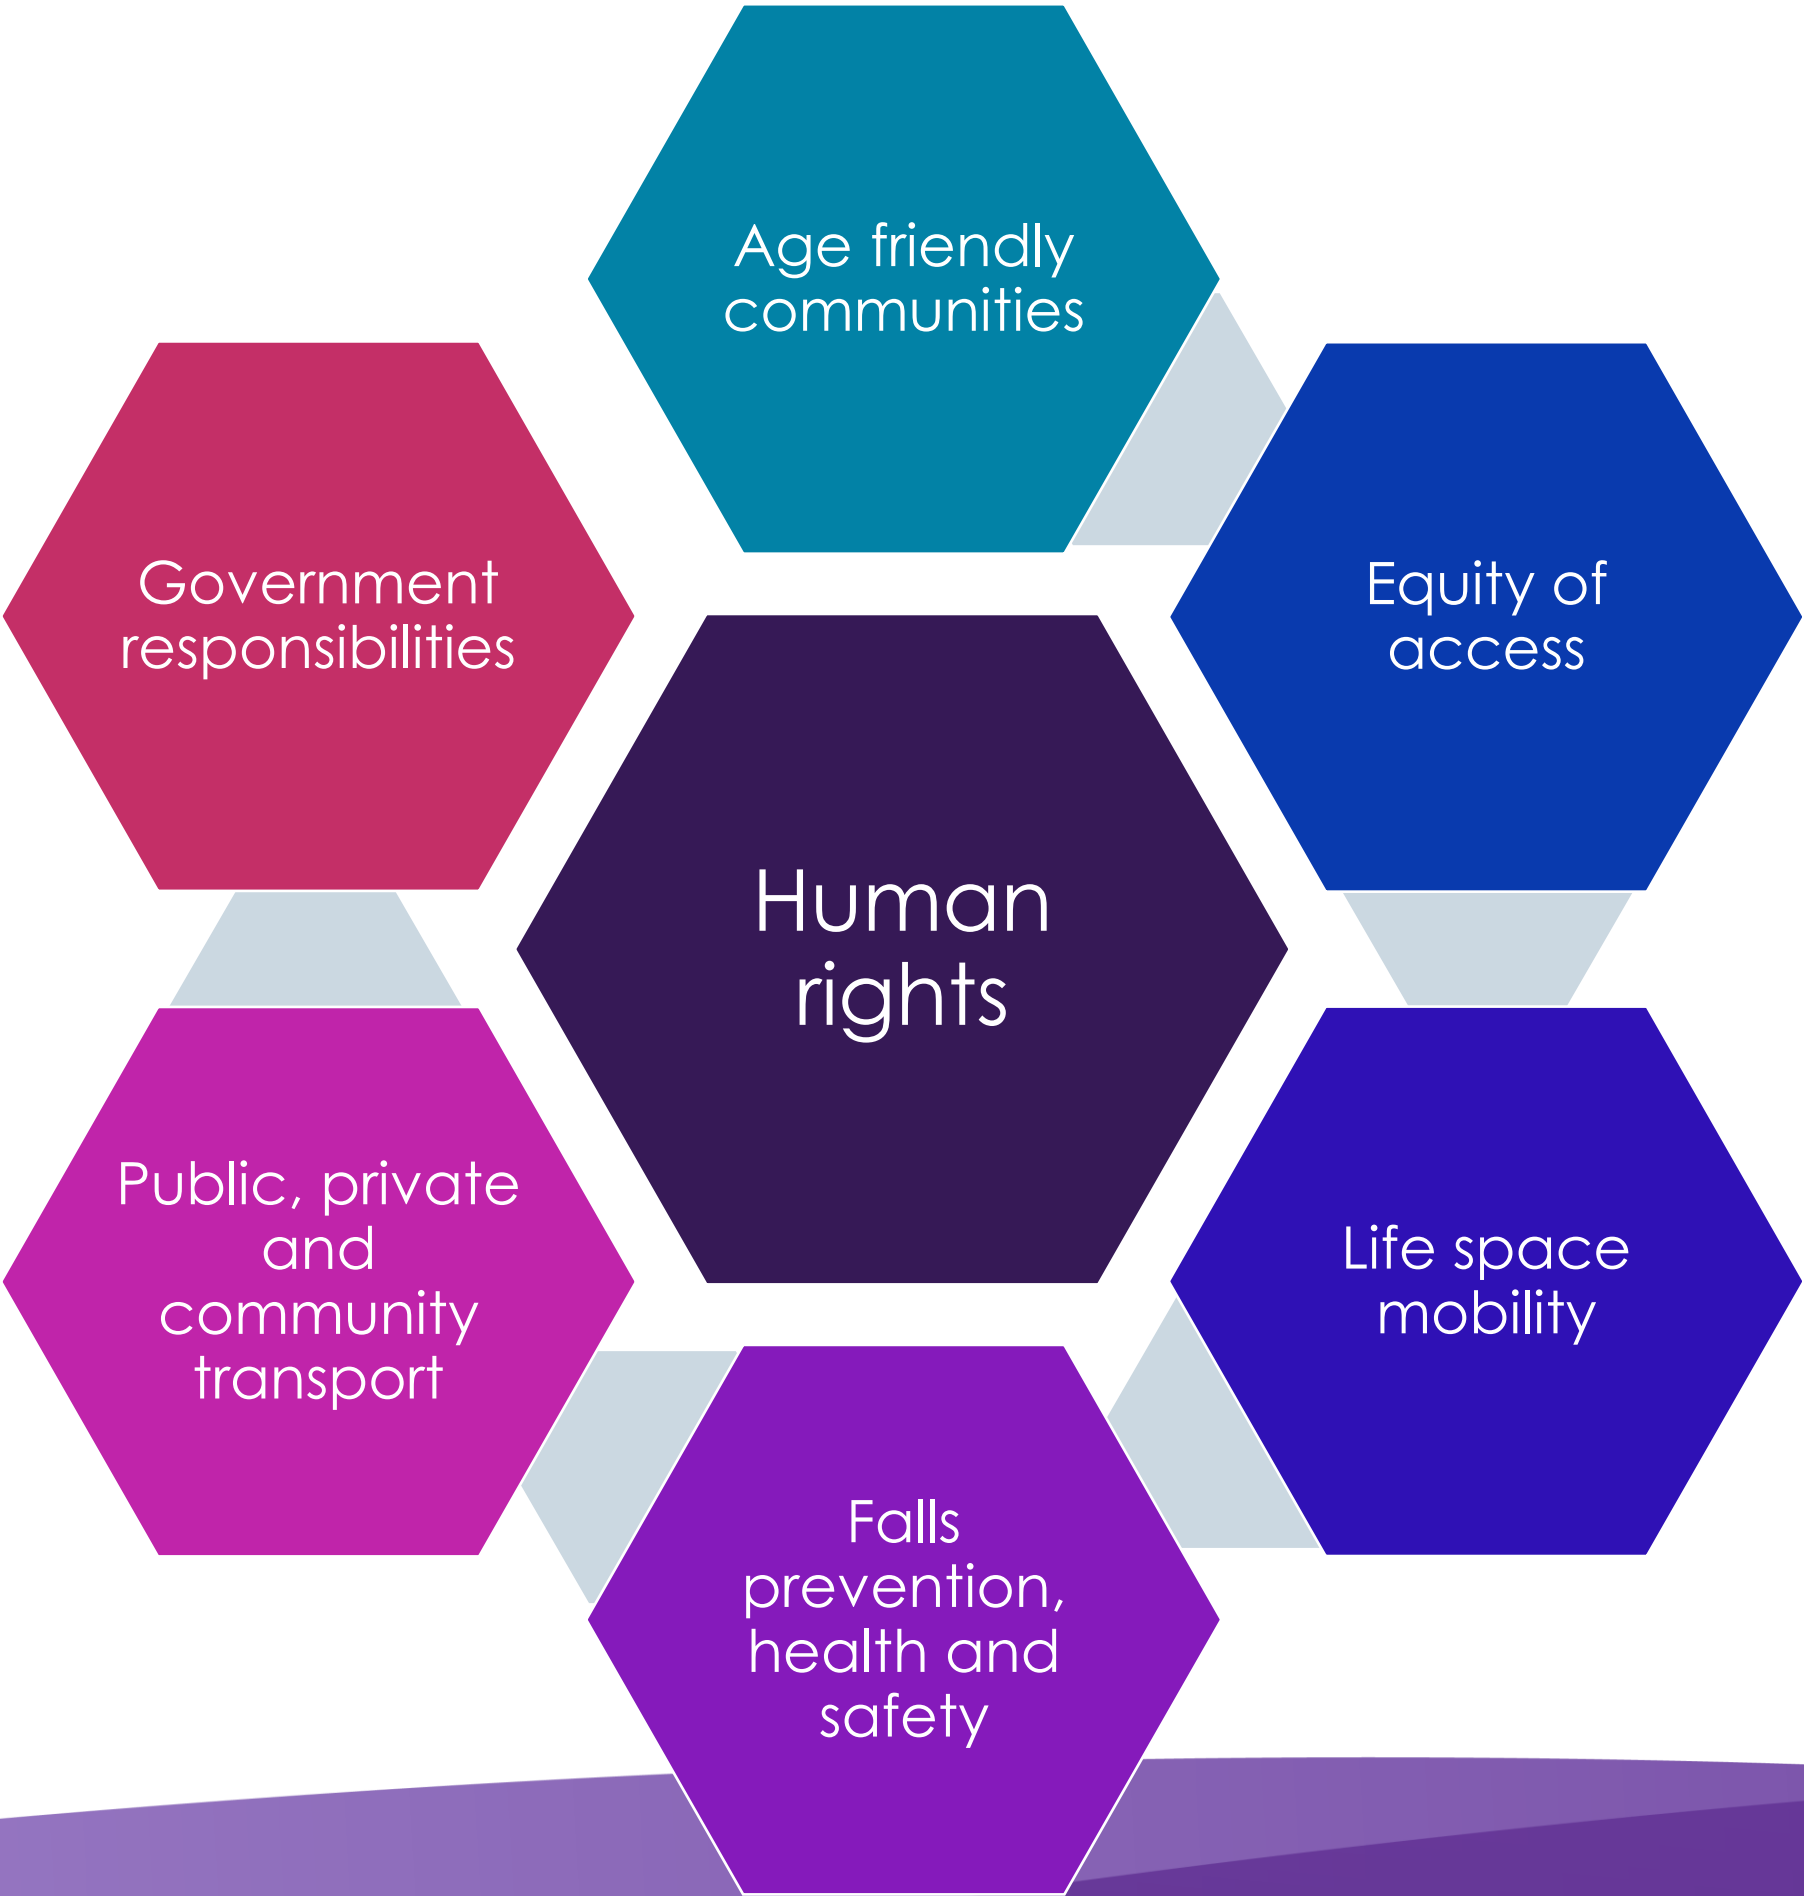 Age friendly
communities
Equity of
access
Life space
mobility
Falls
prevention,
health and
safety
Public, private
and
community
transport
Government
responsibilities
Human
rights